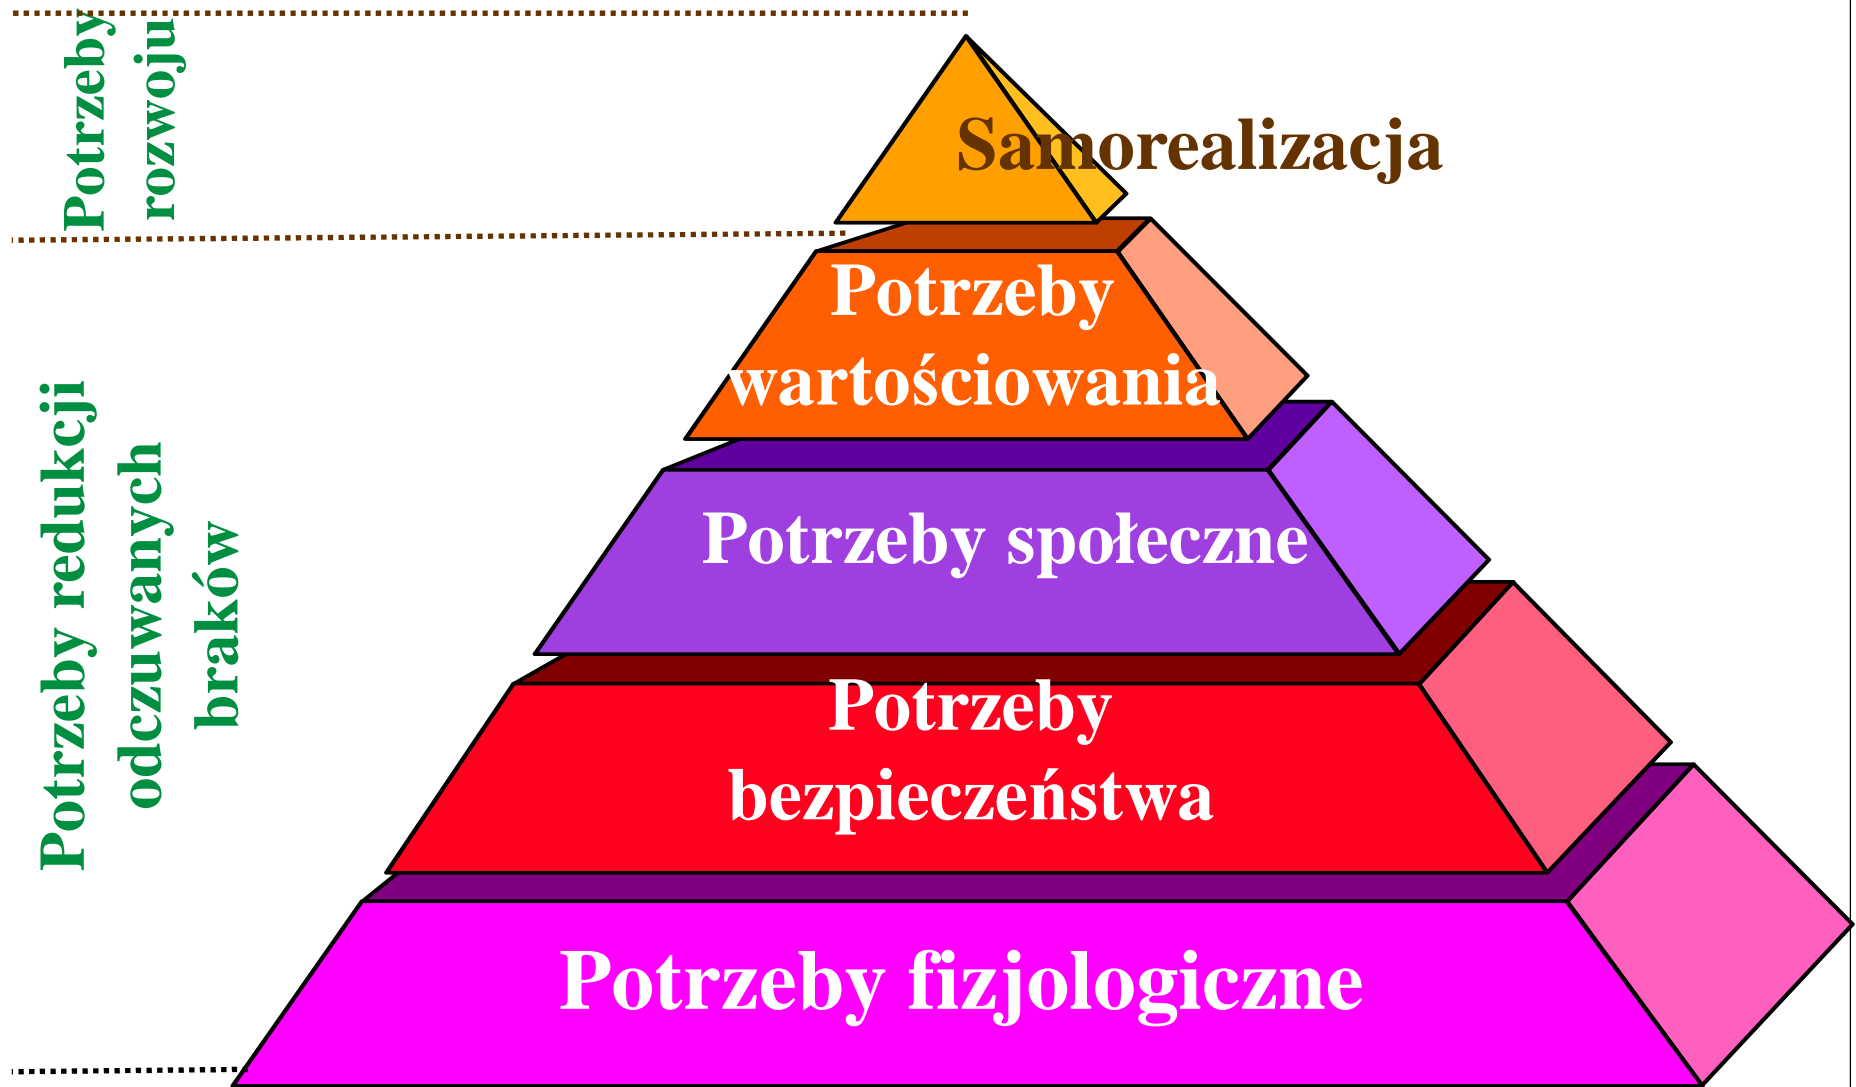 Potrzeby
rozwoju
Samorealizacja
Potrzeby
wartościowania
Potrzeby społeczne
Potrzeby
bezpieczeństwa
Potrzeby fizjologiczne
Potrzeby redukcji
odczuwanych
braków